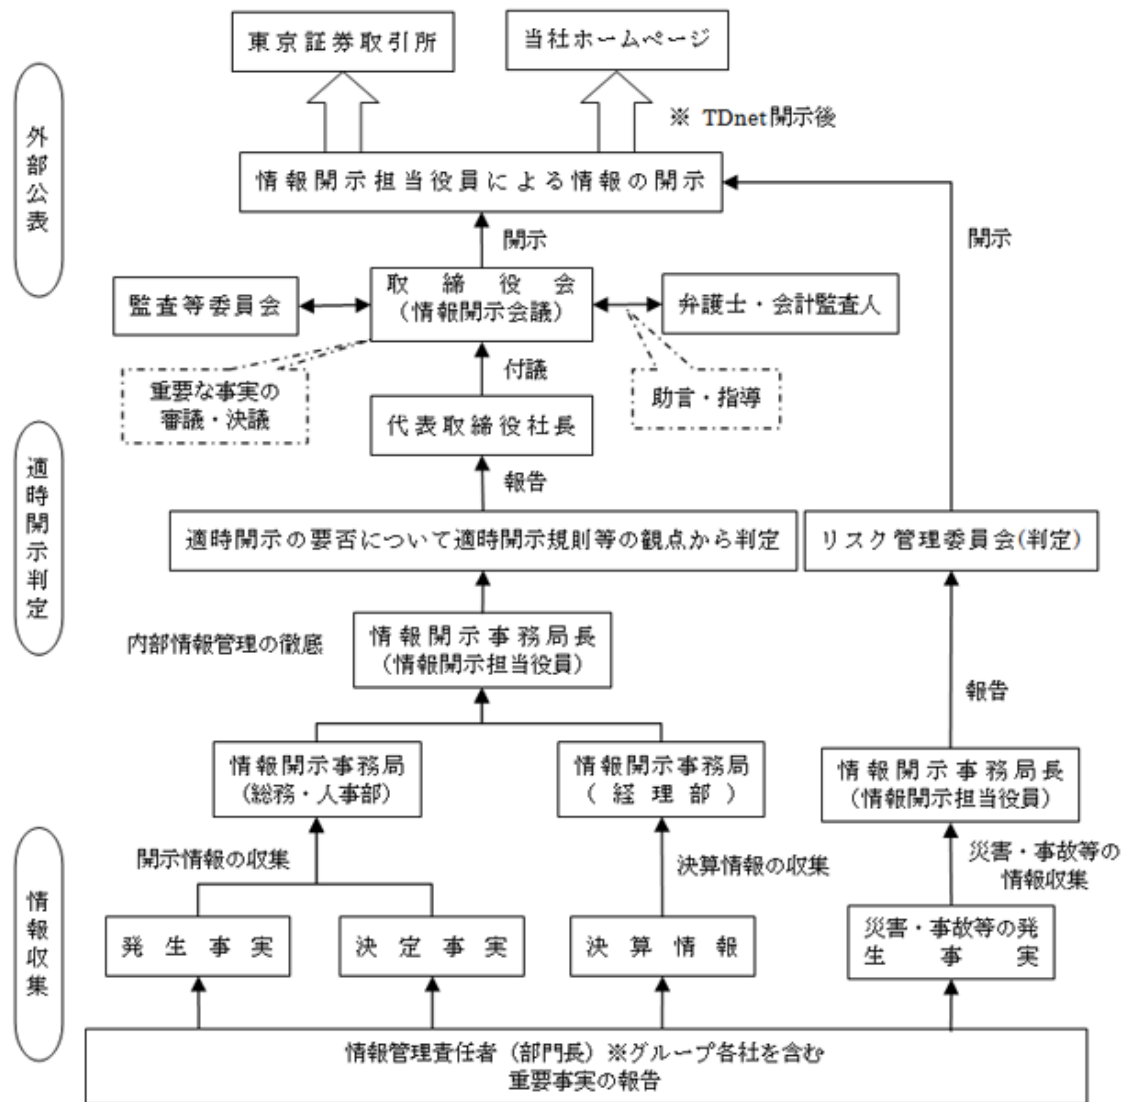 東京証券取引所
当社ホームページ
※ TDnet開示後
外部公表
情報開示担当役員による情報の開示
開示
開示
監査等委員会
取締役会
（情報開示会議）
弁護士・会計監査人
重要な事実の
審議・決議
付議
助言・指導
代表取締役社長
適時開示判定
報告
適時開示の要否について適時開示規則等の観点から判定
リスク管理委員会(判定)
内部情報管理の徹底
情報開示事務局長
（情報開示担当役員）
報告
情報開示事務局
(総務・人事部)
情報開示事務局
（経理部）
情報開示事務局長
（情報開示担当役員）
情報収集
開示情報の収集
決算情報の収集
災害・事故等の
情報収集
発生事実
決定事実
決算情報
災害・事故等の発
生事実
情報管理責任者（部門長）※グループ各社を含む
重要事実の報告